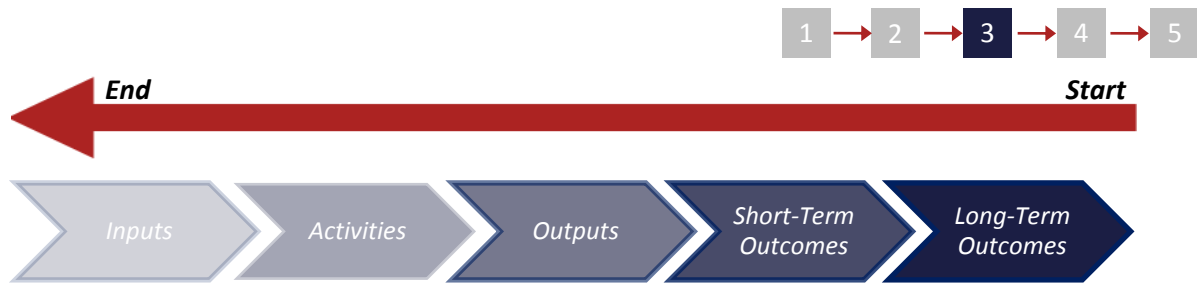 1 2 3 4 5
End Start
Inputs Activities Outputs Short-Term Outcomes Long-Term Outcomes